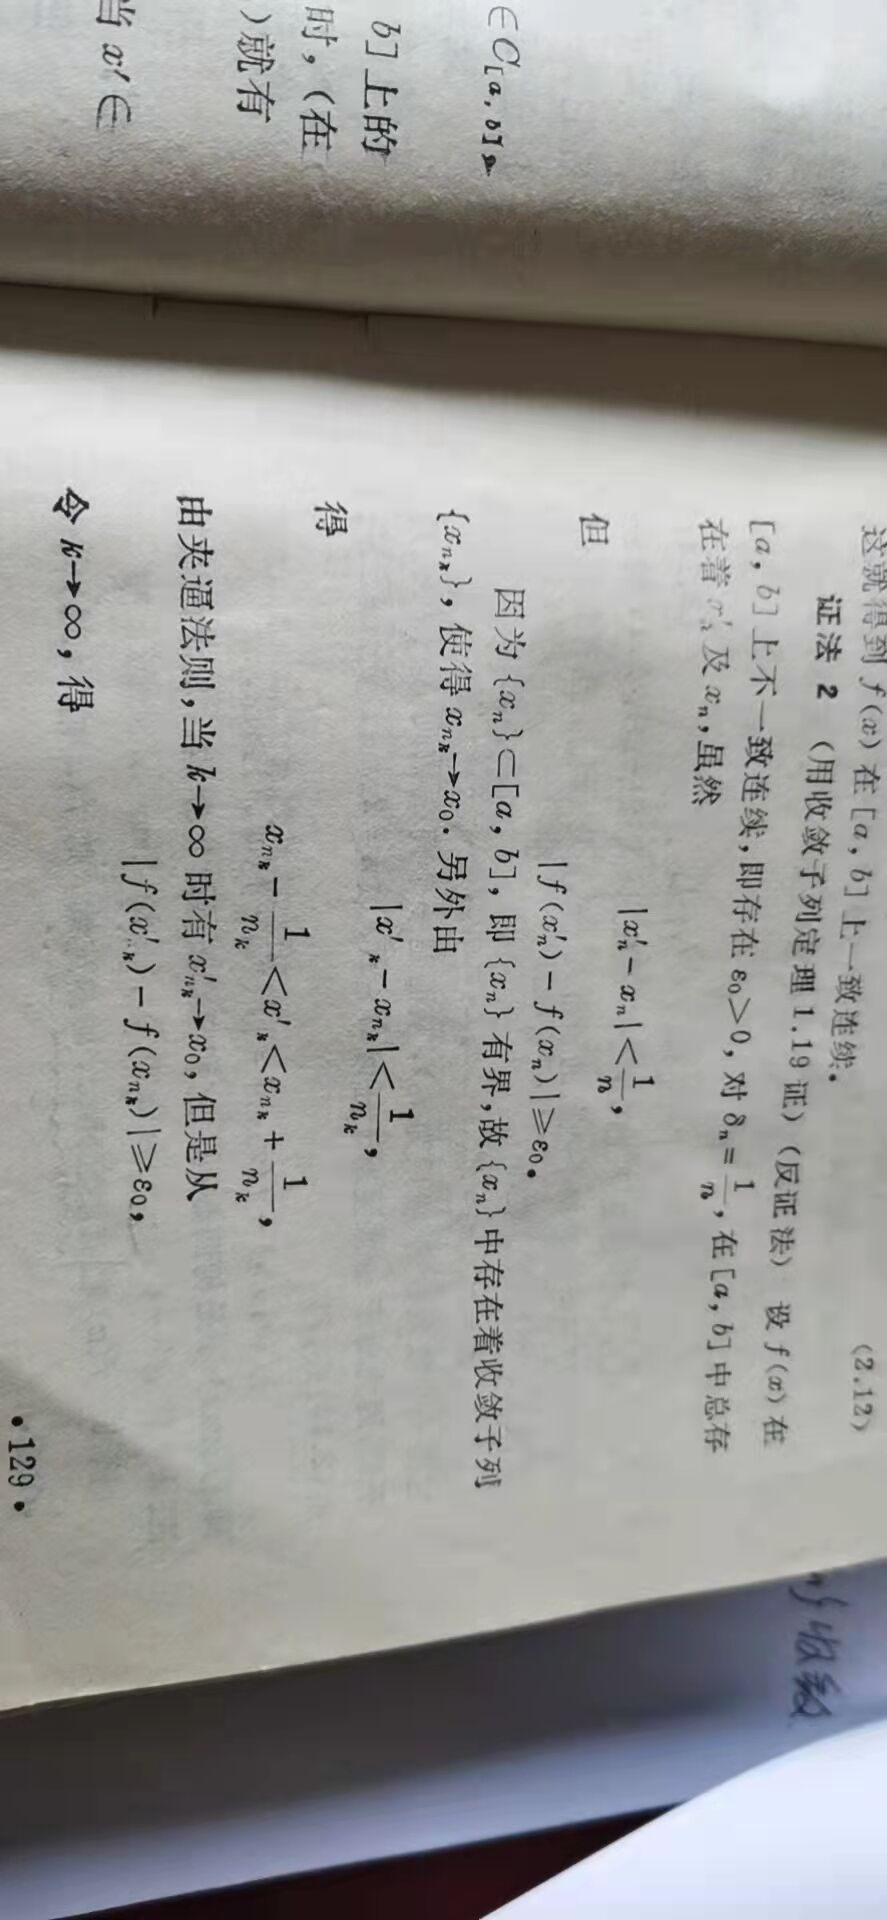 ∈C[a,b]。
b]上的
时,(在
)就有
当 x′∈
这就得到 f(x) 在 [a,b] 上一致连续。
(2.12)
证法 2 (用收敛子列定理1.19证)(反证法) 设 f(x) 在
[a,b] 上不一致连续,即存在 ε₀>0,对 δₙ=1/n,在 [a,b] 中总存
在着 x′ₙ 及 xₙ,虽然
|x′ₙ-xₙ|<1/n,
但
|f(x′ₙ)-f(xₙ)|≥ε₀。
因为 {xₙ}⊂[a,b],即 {xₙ} 有界,故 {xₙ} 中存在着收敛子列
{xₙₖ},使得 xₙₖ→x₀. 另外由
|x′ₖ-xₙₖ|<1/nₖ,
得
xₙₖ-1/nₖ<x′ₖ<xₙₖ+1/nₖ,
由夹逼法则,当 k→∞ 时有 x′ₙₖ→x₀,但是从
|f(x′ₙₖ)-f(xₙₖ)|≥ε₀,
令 k→∞,得
•129•
收敛